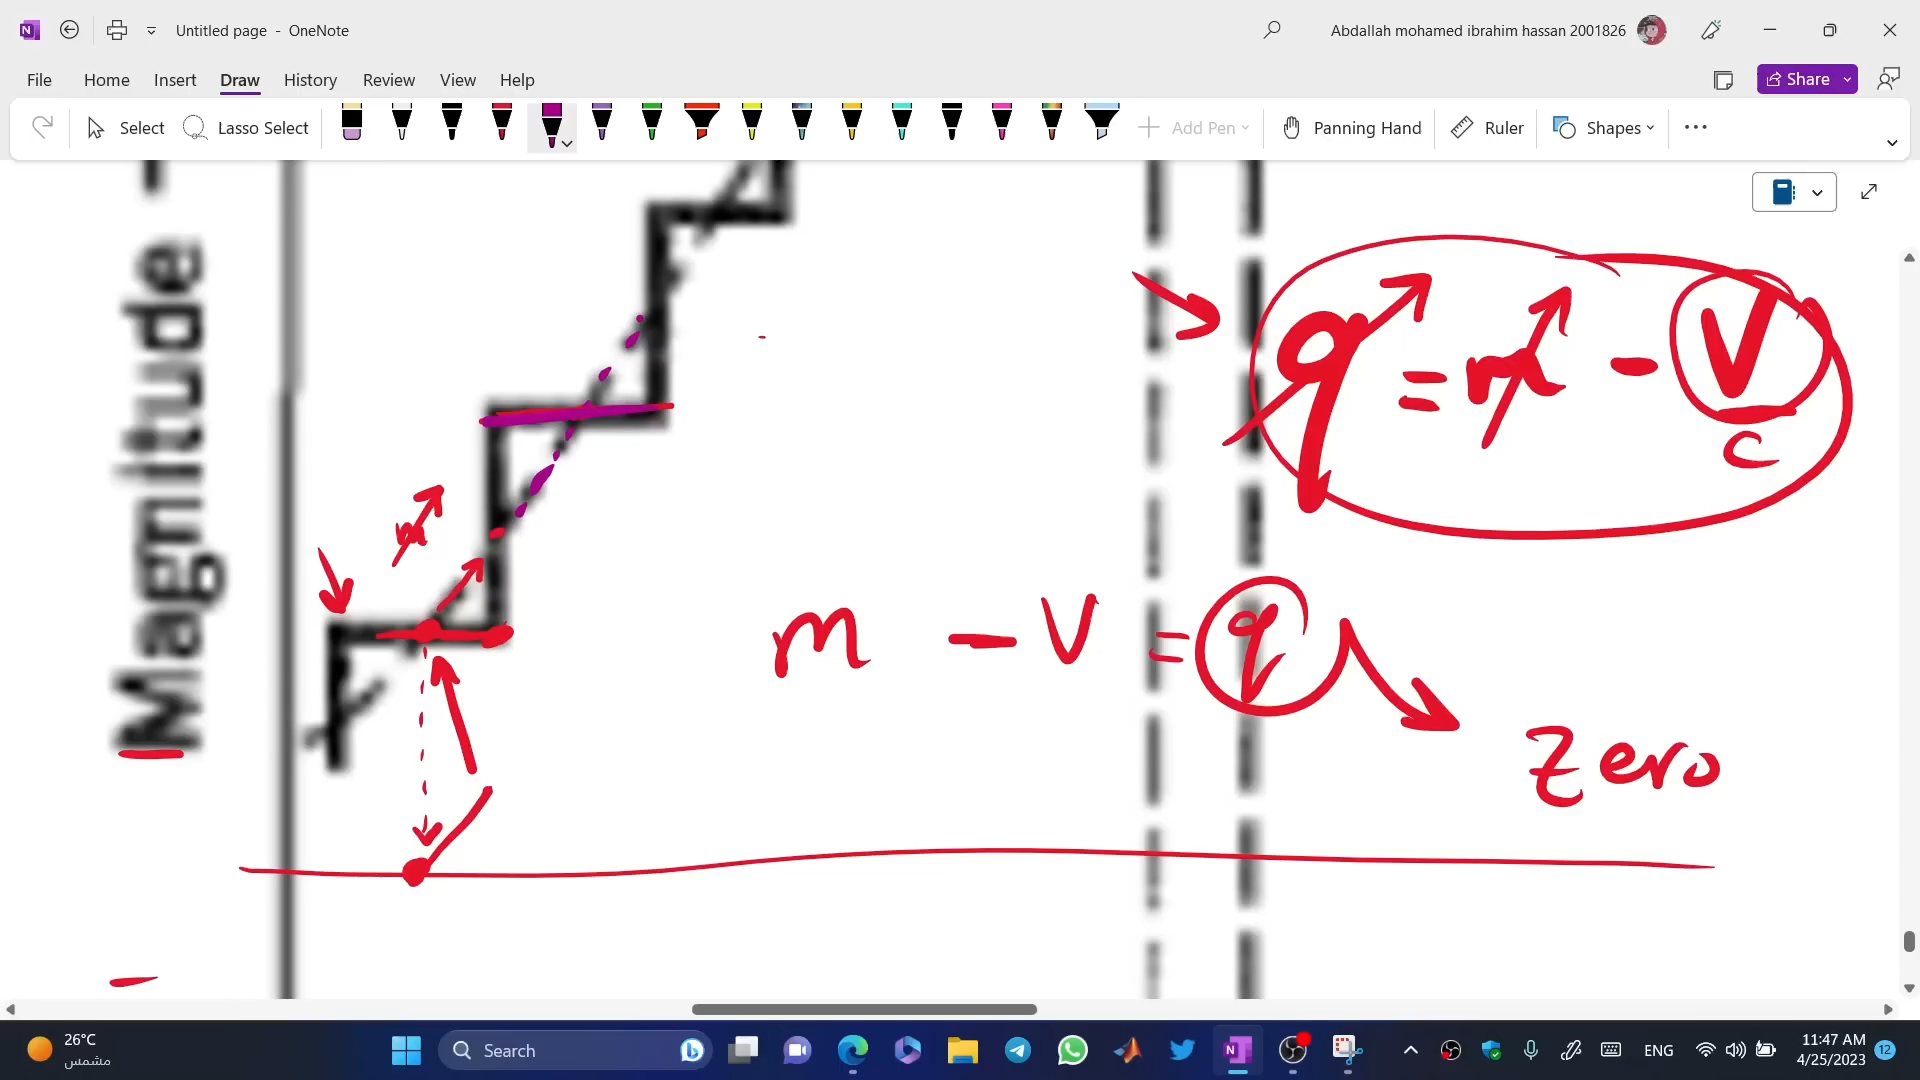 Untitled page - OneNote
Abdallah mohamed ibrahim hassan 2001826
File Home Insert Draw History Review View Help
Share
Select
Lasso Select
Add Pen
Panning Hand
Ruler
Shapes
Magnitude -
q = m - V
c
m
m - V = q
Zero
26°C
مشمس
Search
ENG
11:47 AM
4/25/2023
12